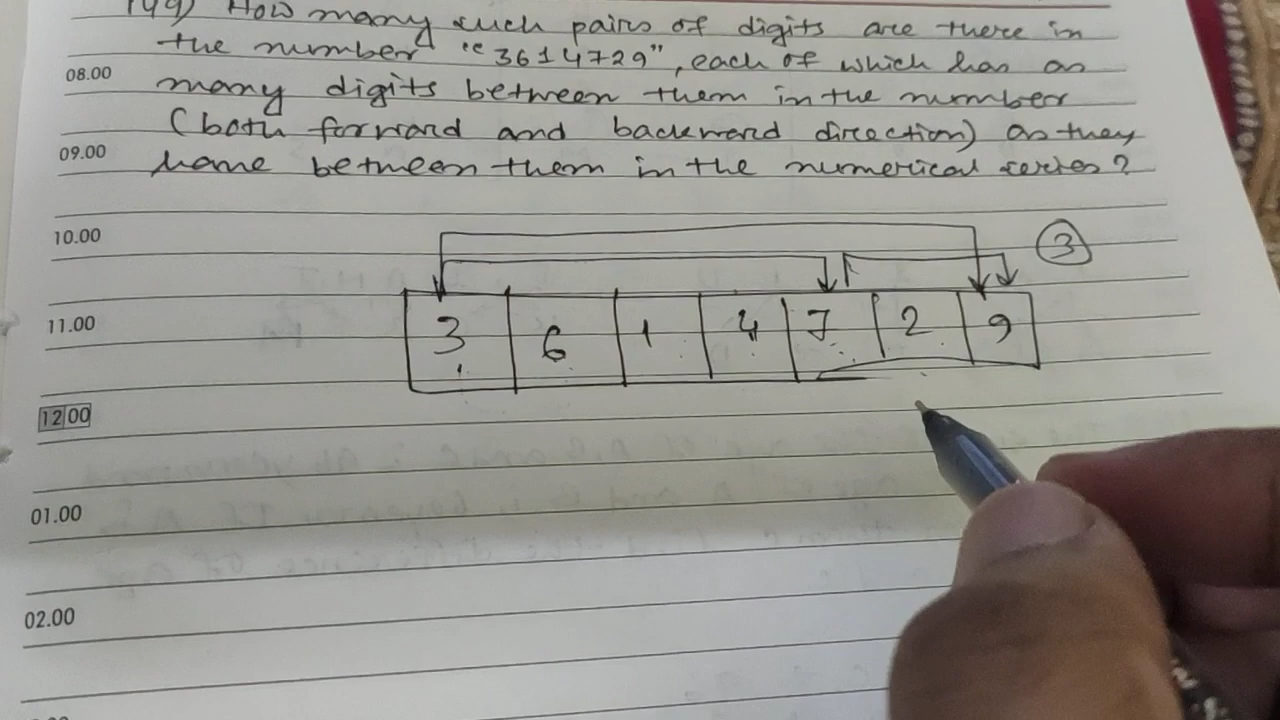 149) How many such pairs of digits are there in
the number "3614729", each of which has as
many digits between them in the number
(both forward and backward direction) as they
have between them in the numerical series?
08.00
09.00
10.00
3
11.00
3 6 1 4 7 2 9
12 00
01.00
02.00